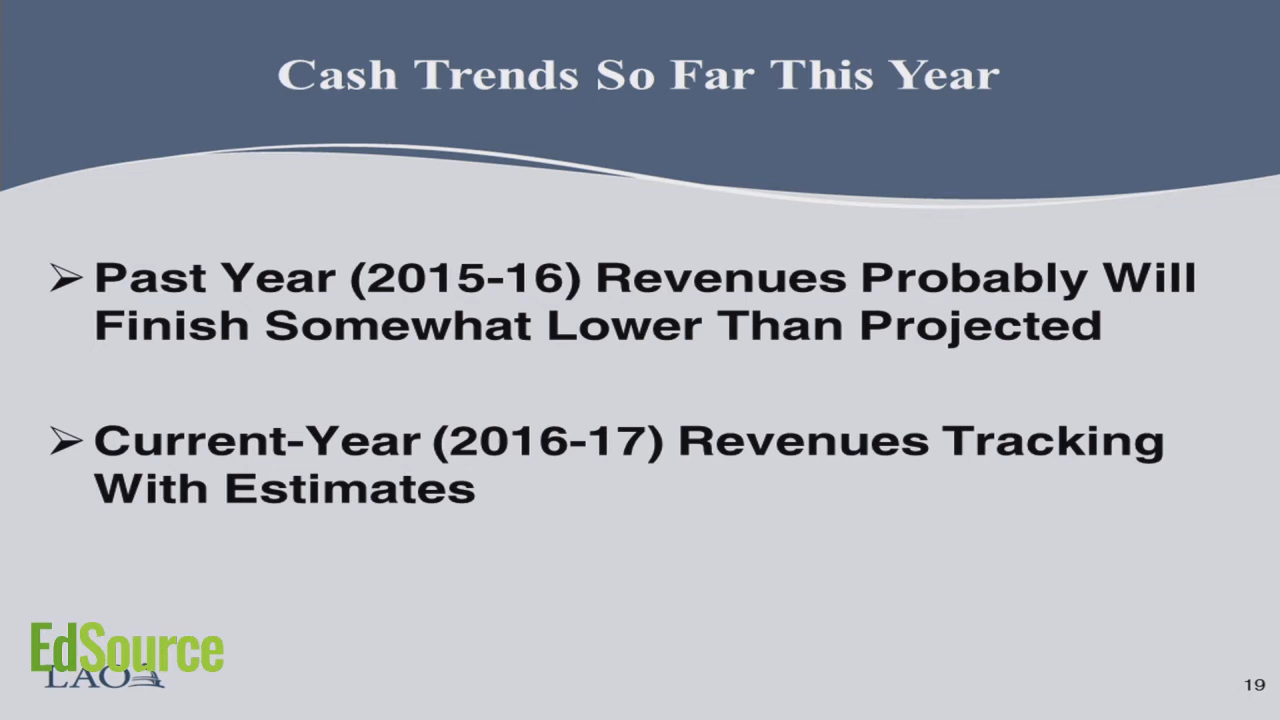 Cash Trends So Far This Year
➢ Past Year (2015-16) Revenues Probably Will
Finish Somewhat Lower Than Projected
➢ Current-Year (2016-17) Revenues Tracking
With Estimates
EdSource
LAO
19